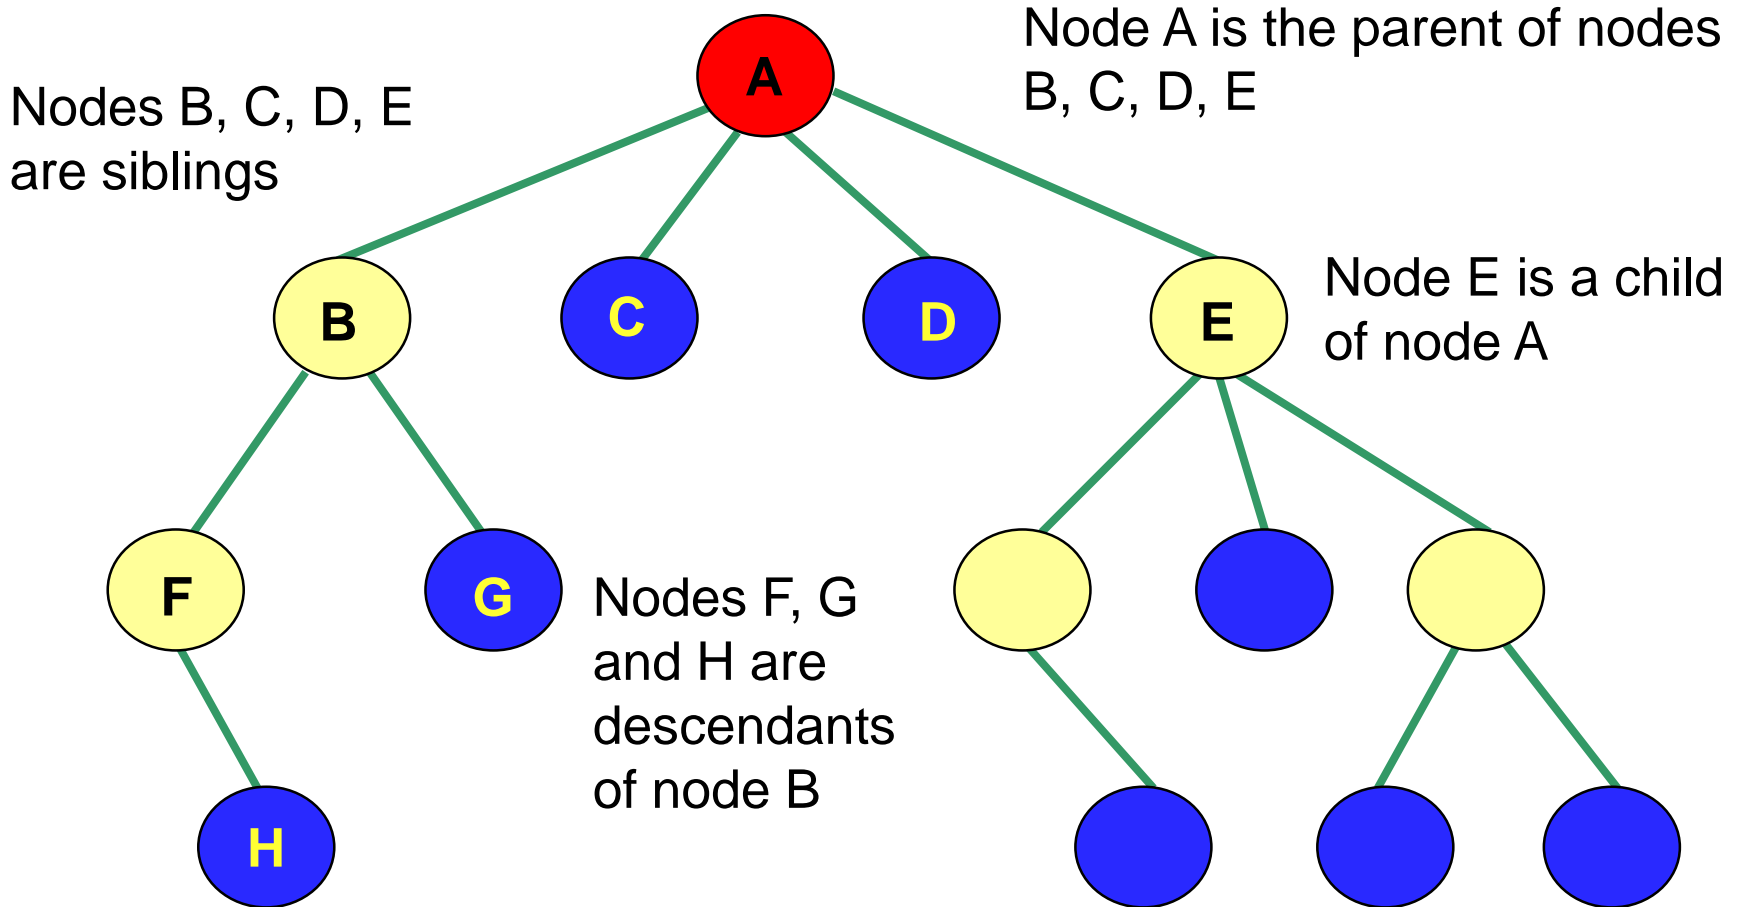 Node A is the parent of nodes
B, C, D, E
A
Nodes B, C, D, E
are siblings
B
C
D
E
Node E is a child
of node A
F
G
Nodes F, G
and H are
descendants
of node B
H